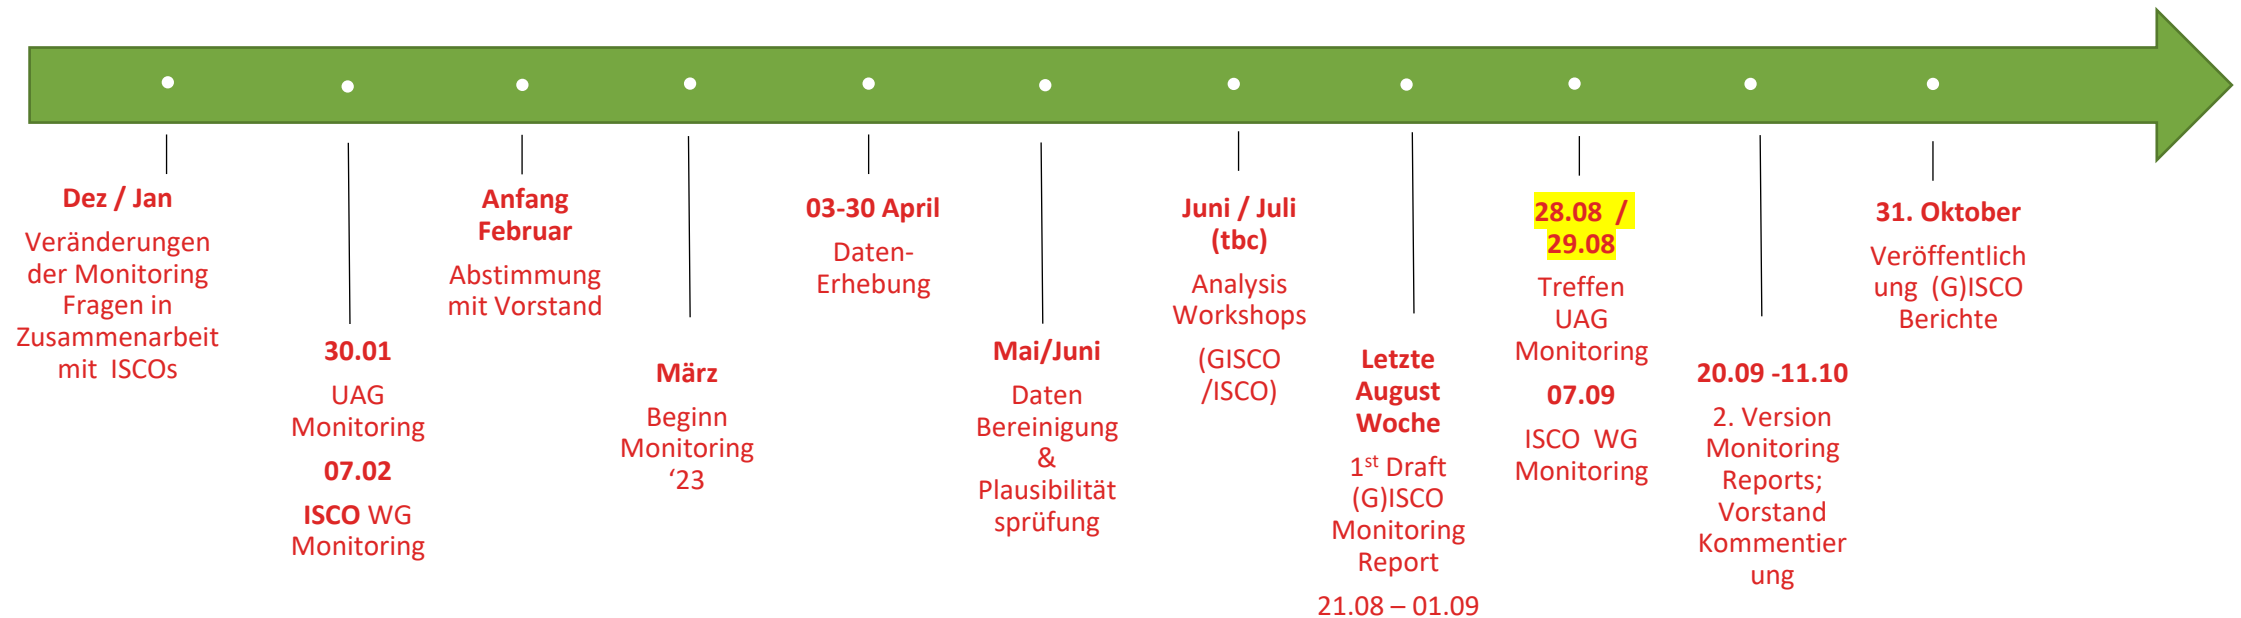 Dez / Jan
Veränderungen
der Monitoring
Fragen in
Zusammenarbeit
mit  ISCOs
30.01
UAG
Monitoring
07.02
ISCO WG
Monitoring
Anfang
Februar
Abstimmung
mit Vorstand
März
Beginn
Monitoring
‘23
03-30 April
Daten-
Erhebung
Mai/Juni
Daten
Bereinigung
&
Plausibilität
sprüfung
Juni / Juli
(tbc)
Analysis
Workshops
(GISCO
/ISCO)
Letzte
August
Woche
1st Draft
(G)ISCO
Monitoring
Report
21.08 – 01.09
28.08  /
29.08
Treffen
UAG
Monitoring
07.09
ISCO  WG
Monitoring
20.09 -11.10
2. Version
Monitoring
Reports;
Vorstand
Kommentier
ung
31. Oktober
Veröffentlich
ung  (G)ISCO
Berichte